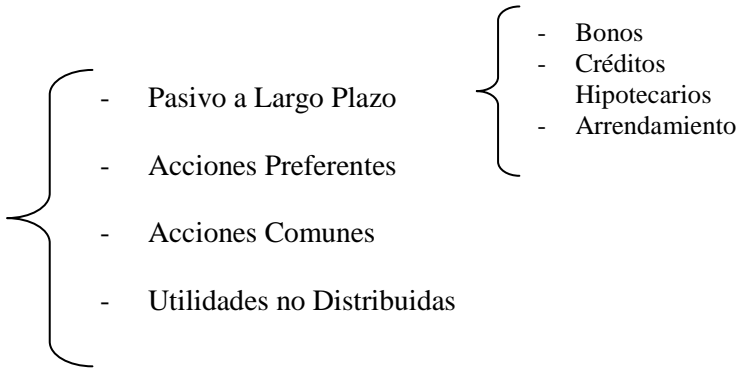 - Pasivo a Largo Plazo
- Bonos
- Créditos
Hipotecarios
- Arrendamiento
- Acciones Preferentes
- Acciones Comunes
- Utilidades no Distribuidas